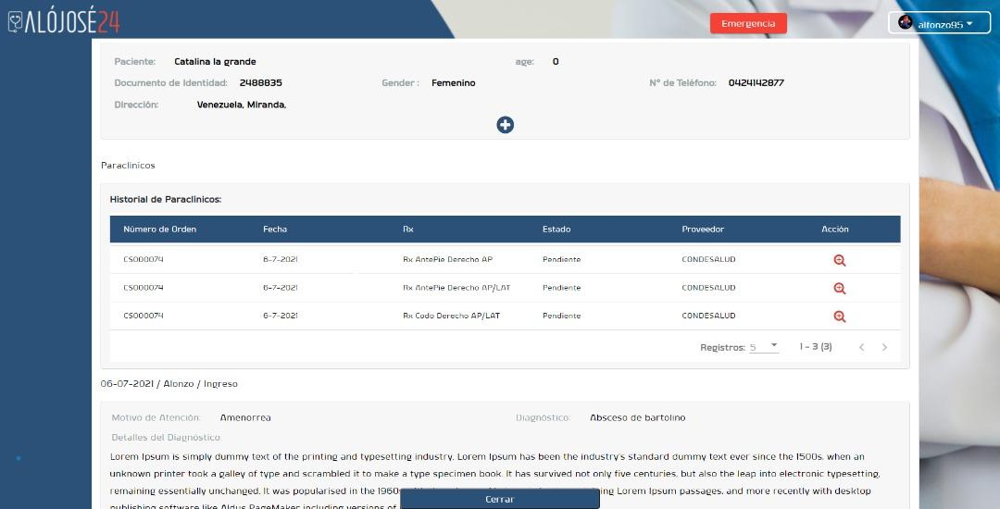 ALÓJOSÉ24
Emergencia
alfonzo95
Paciente: Catalina la grande age: 0
Documento de Identidad: 2488835 Gender : Femenino N° de Teléfono: 0424142877
Dirección: Venezuela, Miranda,
Paraclínicos
Historial de Paraclínicos:
Número de Orden Fecha Rx Estado Proveedor Acción
CS000074 6-7-2021 Rx AntePie Derecho AP Pendiente CONDESALUD
CS000074 6-7-2021 Rx AntePie Derecho AP/LAT Pendiente CONDESALUD
CS000074 6-7-2021 Rx Codo Derecho AP/LAT Pendiente CONDESALUD
Registros: 5 1 - 3 (3)
06-07-2021 / Alonzo / Ingreso
Motivo de Atención: Amenorrea Diagnóstico: Absceso de bartolino
Detalles del Diagnóstico:
Lorem Ipsum is simply dummy text of the printing and typesetting industry. Lorem Ipsum has been the industry's standard dummy text ever since the 1500s, when an
unknown printer took a galley of type and scrambled it to make a type specimen book. It has survived not only five centuries, but also the leap into electronic typesetting,
remaining essentially unchanged. It was popularised in the 1960s Lorem Ipsum passages, and more recently with desktop
publishing software like Aldus PageMaker including versions of
Cerrar